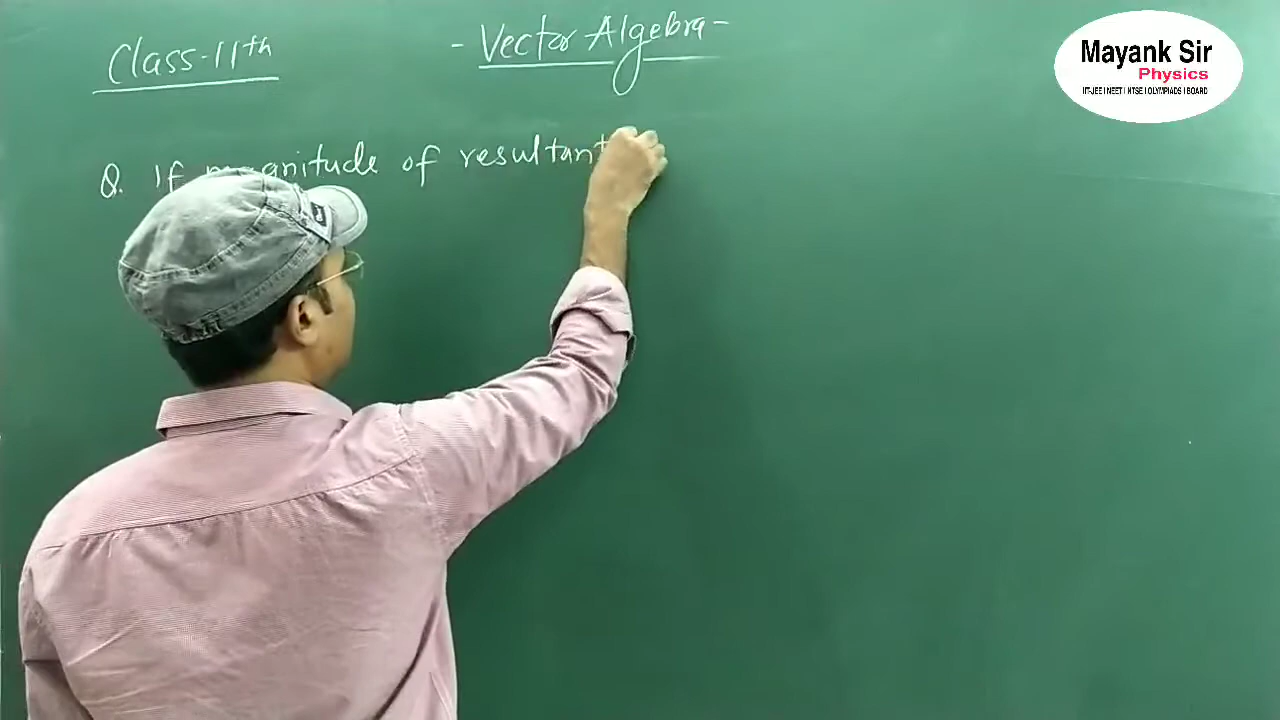 Class-11th
- Vector Algebra -
Mayank Sir
Physics
IIT-JEE I NEET I NTSE I OLYMPIADS I BOARD
Q. If magnitude of resultant